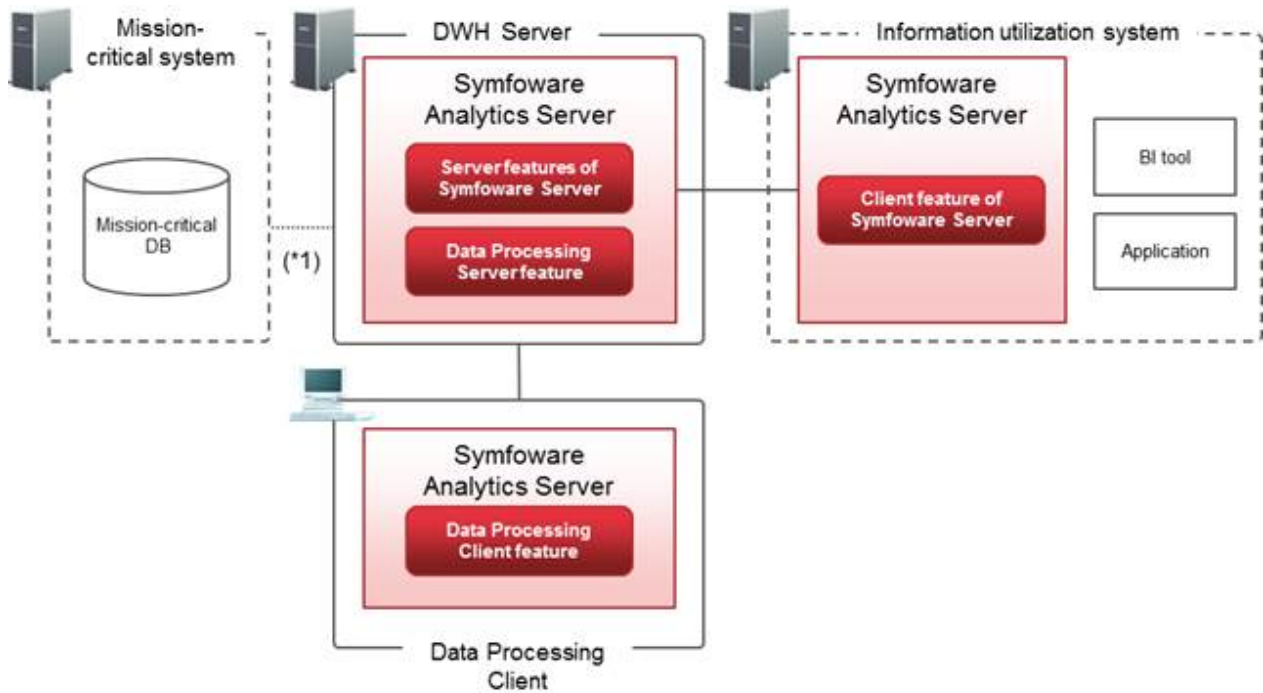 Mission-
critical system
Mission-critical
DB
(*1)
DWH Server
Symfoware
Analytics Server
Server features of
Symfoware Server
Data Processing
Server feature
Information utilization system
Symfoware
Analytics Server
Client feature of
Symfoware Server
BI tool
Application
Symfoware
Analytics Server
Data Processing
Client feature
Data Processing
Client